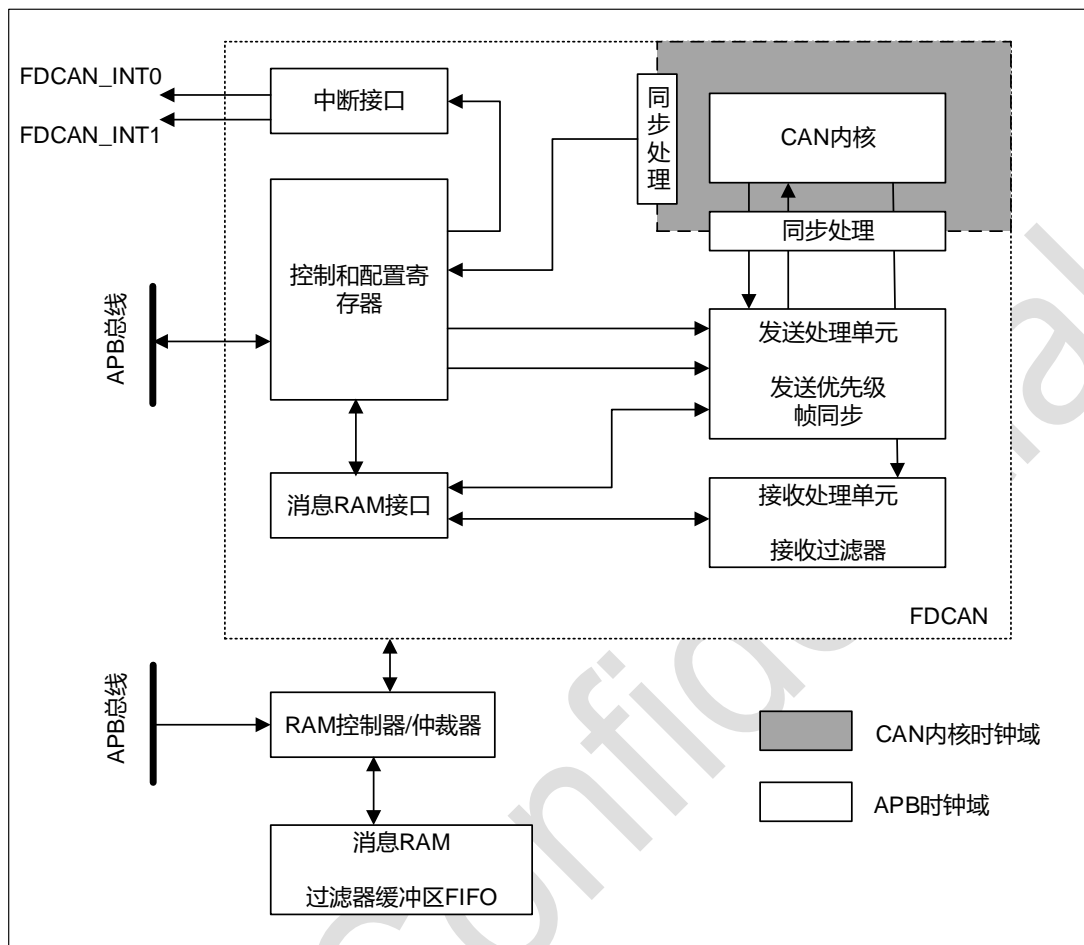 FDCAN_INT0
FDCAN_INT1
中断接口
同
步
处
理
CAN内核
同步处理
控制和配置寄
存器
APB总线
发送处理单元
发送优先级
帧同步
消息RAM接口
接收处理单元
接收过滤器
FDCAN
APB总线
RAM控制器/仲裁器
CAN内核时钟域
APB时钟域
消息RAM
过滤器缓冲区FIFO
Confidential